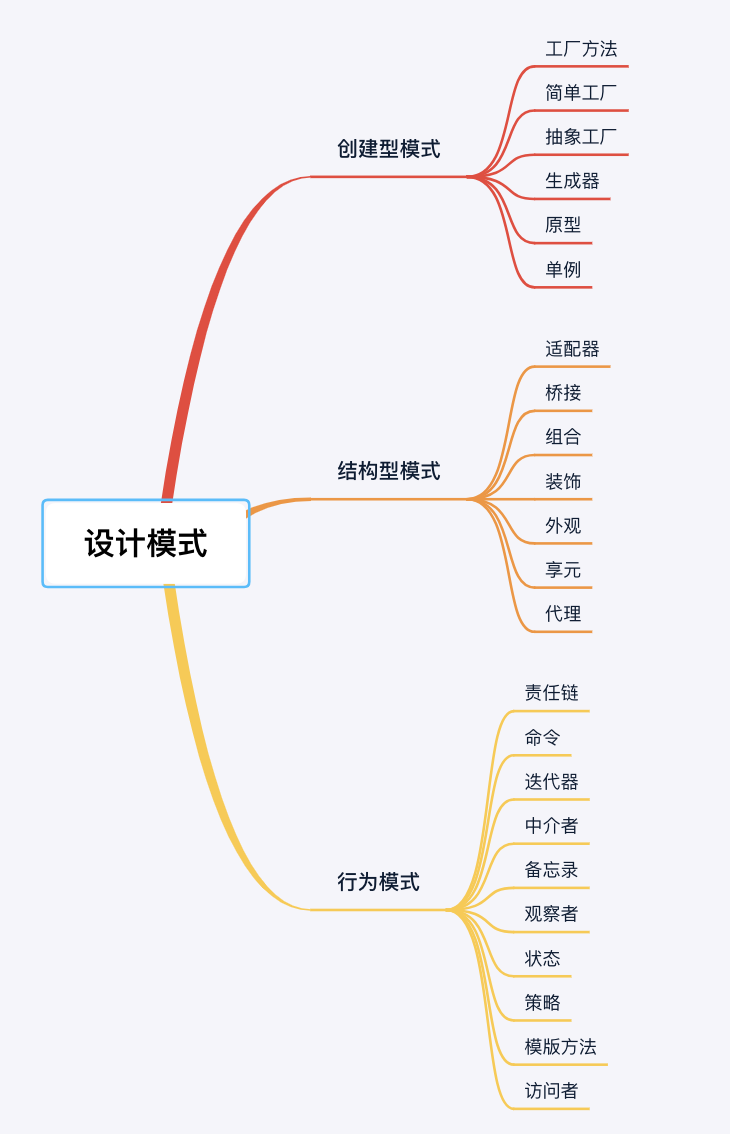 设计模式
创建型模式
工厂方法
简单工厂
抽象工厂
生成器
原型
单例
结构型模式
适配器
桥接
组合
装饰
外观
享元
代理
行为模式
责任链
命令
迭代器
中介者
备忘录
观察者
状态
策略
模版方法
访问者